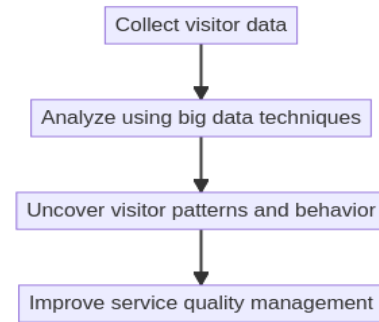 Collect visitor data
Analyze using big data techniques
Uncover visitor patterns and behavior
Improve service quality management